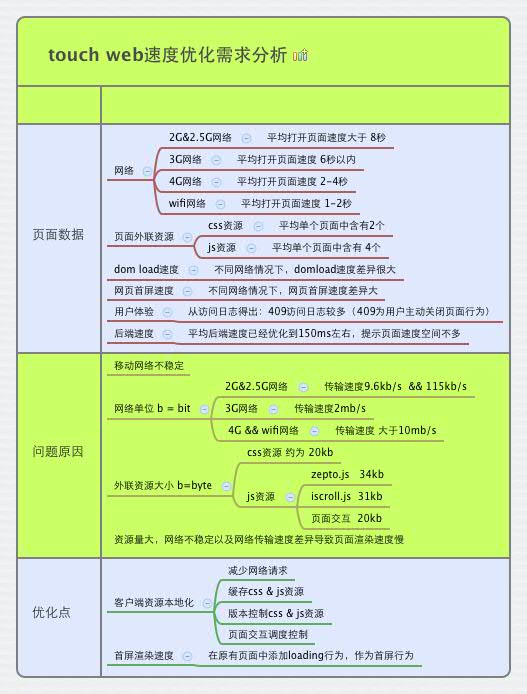 touch web速度优化需求分析
页面数据
网络
2G&2.5G网络 平均打开页面速度大于 8秒
3G网络 平均打开页面速度 6秒以内
4G网络 平均打开页面速度 2-4秒
wifi网络 平均打开页面速度 1-2秒
页面外联资源
css资源 平均单个页面中含有2个
js资源 平均单个页面中含有 4个
dom load速度 不同网络情况下，domload速度差异很大
网页首屏速度 不同网络情况下，网页首屏速度差异大
用户体验 从访问日志得出：409访问日志较多（409为用户主动关闭页面行为）
后端速度 平均后端速度已经优化到150ms左右，提示页面速度空间不多
问题原因
移动网络不稳定
网络单位 b = bit
2G&2.5G网络 传输速度9.6kb/s && 115kb/s
3G网络 传输速度2mb/s
4G && wifi网络 传输速度 大于10mb/s
外联资源大小 b=byte
css资源 约为 20kb
js资源
zepto.js 34kb
iscroll.js 31kb
页面交互 20kb
资源量大，网络不稳定以及网络传输速度差异导致页面渲染速度慢
优化点
客户端资源本地化
减少网络请求
缓存css & js资源
版本控制css & js资源
页面交互调度控制
首屏渲染速度 在原有页面中添加loading行为，作为首屏行为